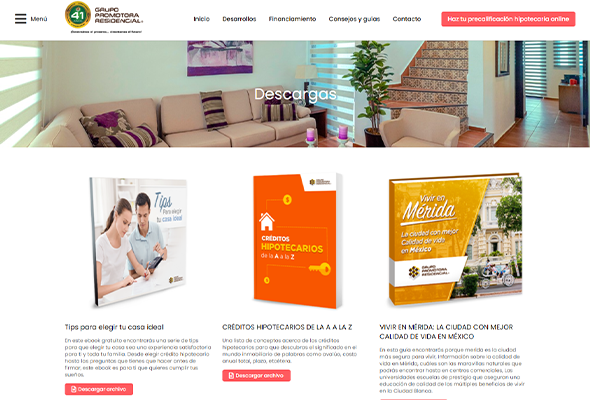 Menú
41
GRUPO
PROMOTORA
RESIDENCIAL
Inicio
Desarrollos
Financiamiento
Consejos y guías
Contacto
Haz tu precalificación hipotecaria online
Descargas
Tips
Para elegir
tu casa ideal
CRÉDITOS
HIPOTECARIOS
de la A a la Z
Vivir en
Mérida
La ciudad con mejor
Calidad de vida
en México
GRUPO
PROMOTORA
RESIDENCIAL
Tips para elegir tu casa ideal
En este ebook gratuito encontrarás una serie de tips
para que elegir tu casa sea una experiencia satisfactoria
para ti y toda tu familia. Desde elegir crédito hipotecario
hasta las preguntas que tienes que hacer antes de
firmar, este ebook es para ti que quieres cumplir tus
sueños.
Descargar archivo
CRÉDITOS HIPOTECARIOS DE LA A A LA Z
Una lista de conceptos acerca de los créditos
hipotecarios para que descubras el significado en el
mundo inmobiliario de palabras como avalúo, costo
anual total, plazo, etcétera.
Descargar archivo
VIVIR EN MÉRIDA: LA CIUDAD CON MEJOR
CALIDAD DE VIDA EN MÉXICO
En esta guía encontrarás porque merida es la ciudad
más segura para vivir. Información sobre la calidad de
vida en Mérida, cuáles son las maravillas naturales que
podrás encontrar hasta en centros comerciales, Las
universidades escuelas de prestigio que aseguran una
educación de calidad de los múltiples beneficios de vivir
en la Ciudad Blanca.